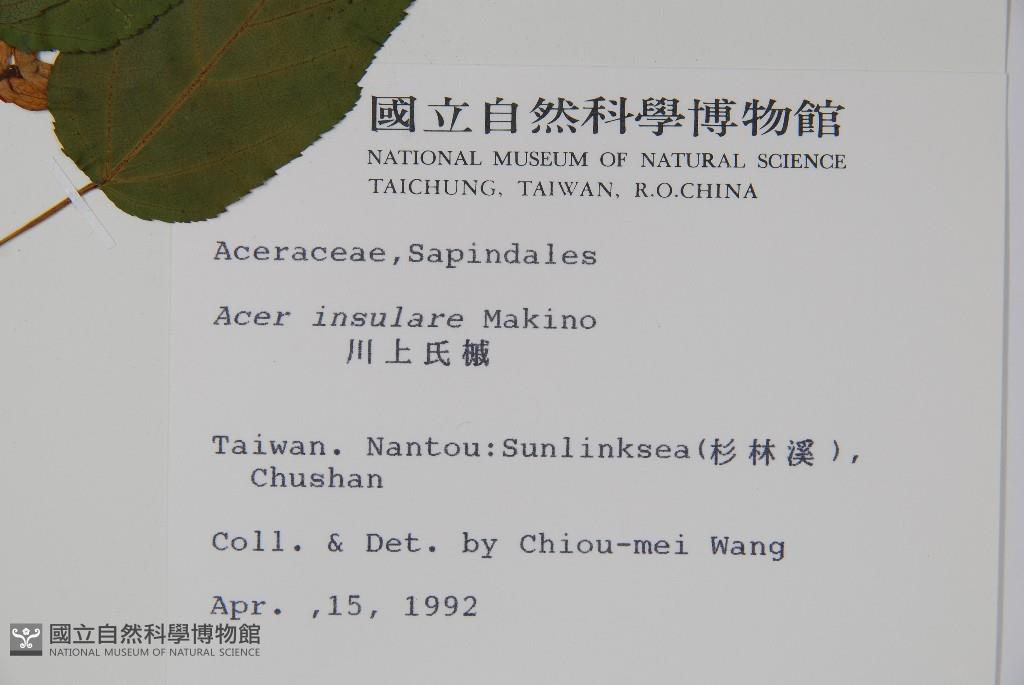 國立自然科學博物館
NATIONAL MUSEUM OF NATURAL SCIENCE
TAICHUNG, TAIWAN, R.O.CHINA
Aceraceae,Sapindales
Acer insulare Makino
川上氏槭
Taiwan. Nantou:Sunlinksea(杉林溪),
Chushan
Coll. & Det. by Chiou-mei Wang
Apr. ,15, 1992
國立自然科學博物館
NATIONAL MUSEUM OF NATURAL SCIENCE